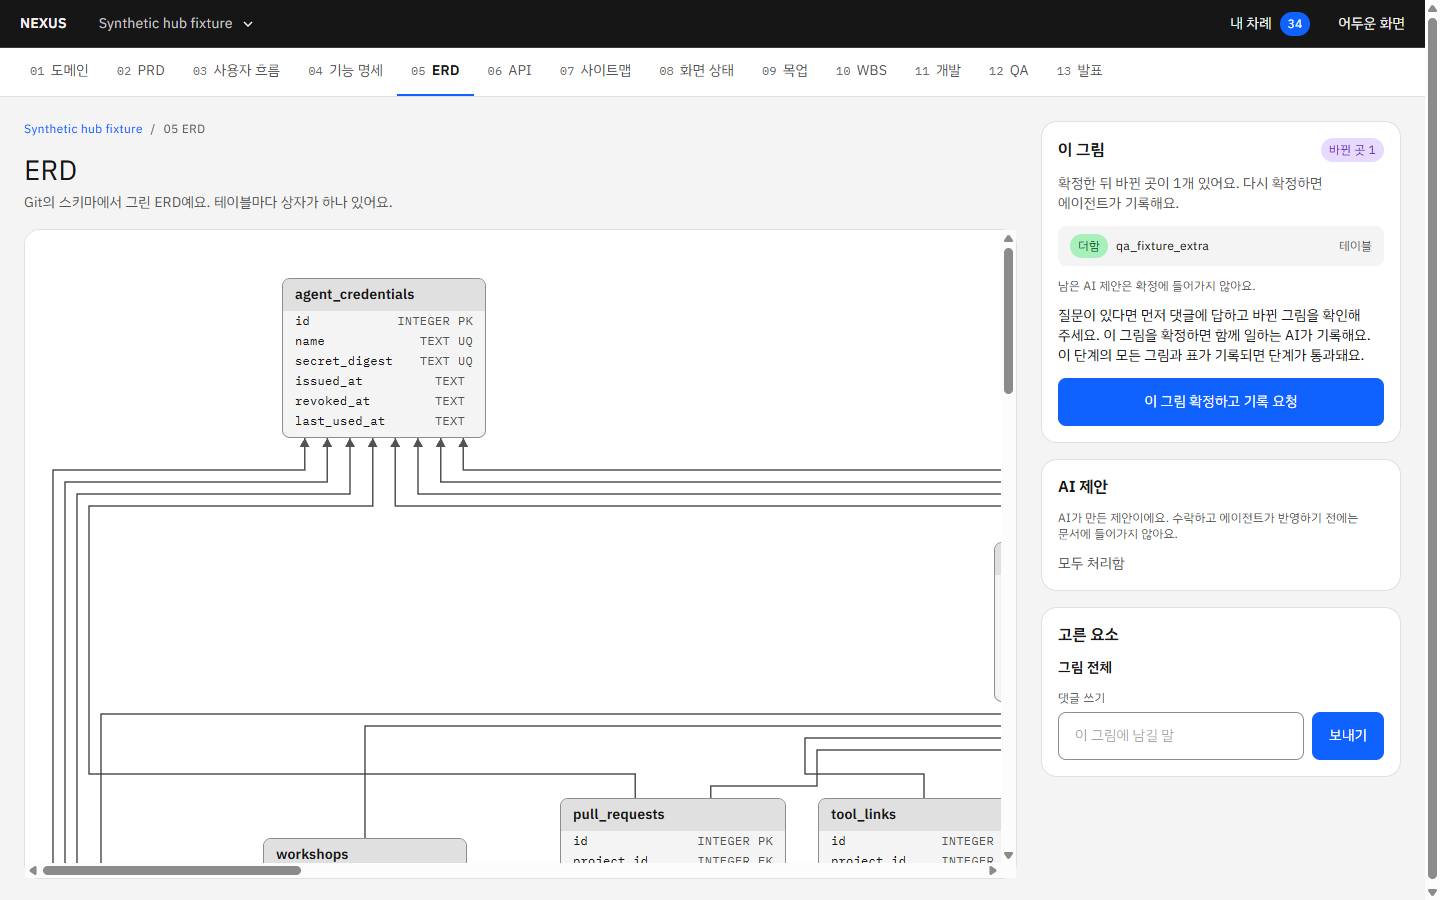 NEXUS
Synthetic hub fixture
내 차례 34
어두운 화면
01 도메인
02 PRD
03 사용자 흐름
04 기능 명세
05 ERD
06 API
07 사이트맵
08 화면 상태
09 목업
10 WBS
11 개발
12 QA
13 발표
Synthetic hub fixture / 05 ERD
ERD
Git의 스키마에서 그린 ERD예요. 테이블마다 상자가 하나 있어요.
agent_credentials
id INTEGER PK
name TEXT UQ
secret_digest TEXT UQ
issued_at TEXT
revoked_at TEXT
last_used_at TEXT
pull_requests
id INTEGER PK
project_id INTEGER FK
tool_links
id INTEGER
project_id INTEGER
workshops
이 그림
바뀐 곳 1
확정한 뒤 바뀐 곳이 1개 있어요. 다시 확정하면
에이전트가 기록해요.
더함 qa_fixture_extra 테이블
남은 AI 제안은 확정에 들어가지 않아요.
질문이 있다면 먼저 댓글에 답하고 바뀐 그림을 확인해
주세요. 이 그림을 확정하면 함께 일하는 AI가 기록해요.
이 단계의 모든 그림과 표가 기록되면 단계가 통과돼요.
이 그림 확정하고 기록 요청
AI 제안
AI가 만든 제안이에요. 수락하고 에이전트가 반영하기 전에는
문서에 들어가지 않아요.
모두 처리함
고른 요소
그림 전체
댓글 쓰기
이 그림에 남길 말
보내기